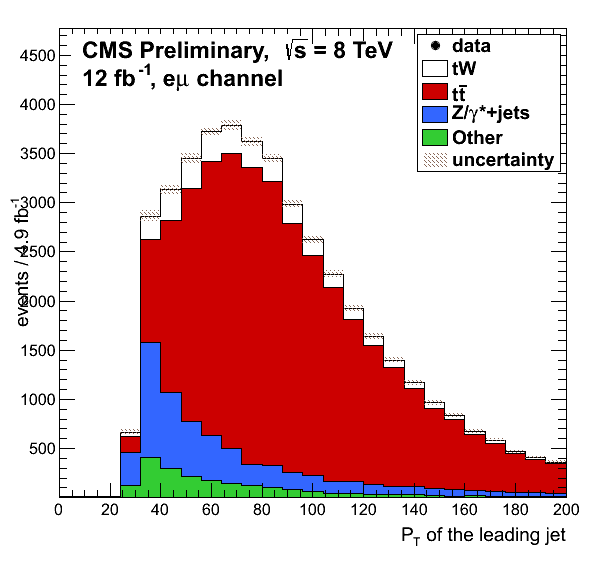 CMS Preliminary, √s = 8 TeV
12 fb⁻¹, eμ channel
data
tW
tt̄
Z/γ*+jets
Other
uncertainty
events / 4.9 fb⁻¹
4500
4000
3500
3000
2500
2000
1500
1000
500
0 20 40 60 80 100 120 140 160 180 200
P_T of the leading jet